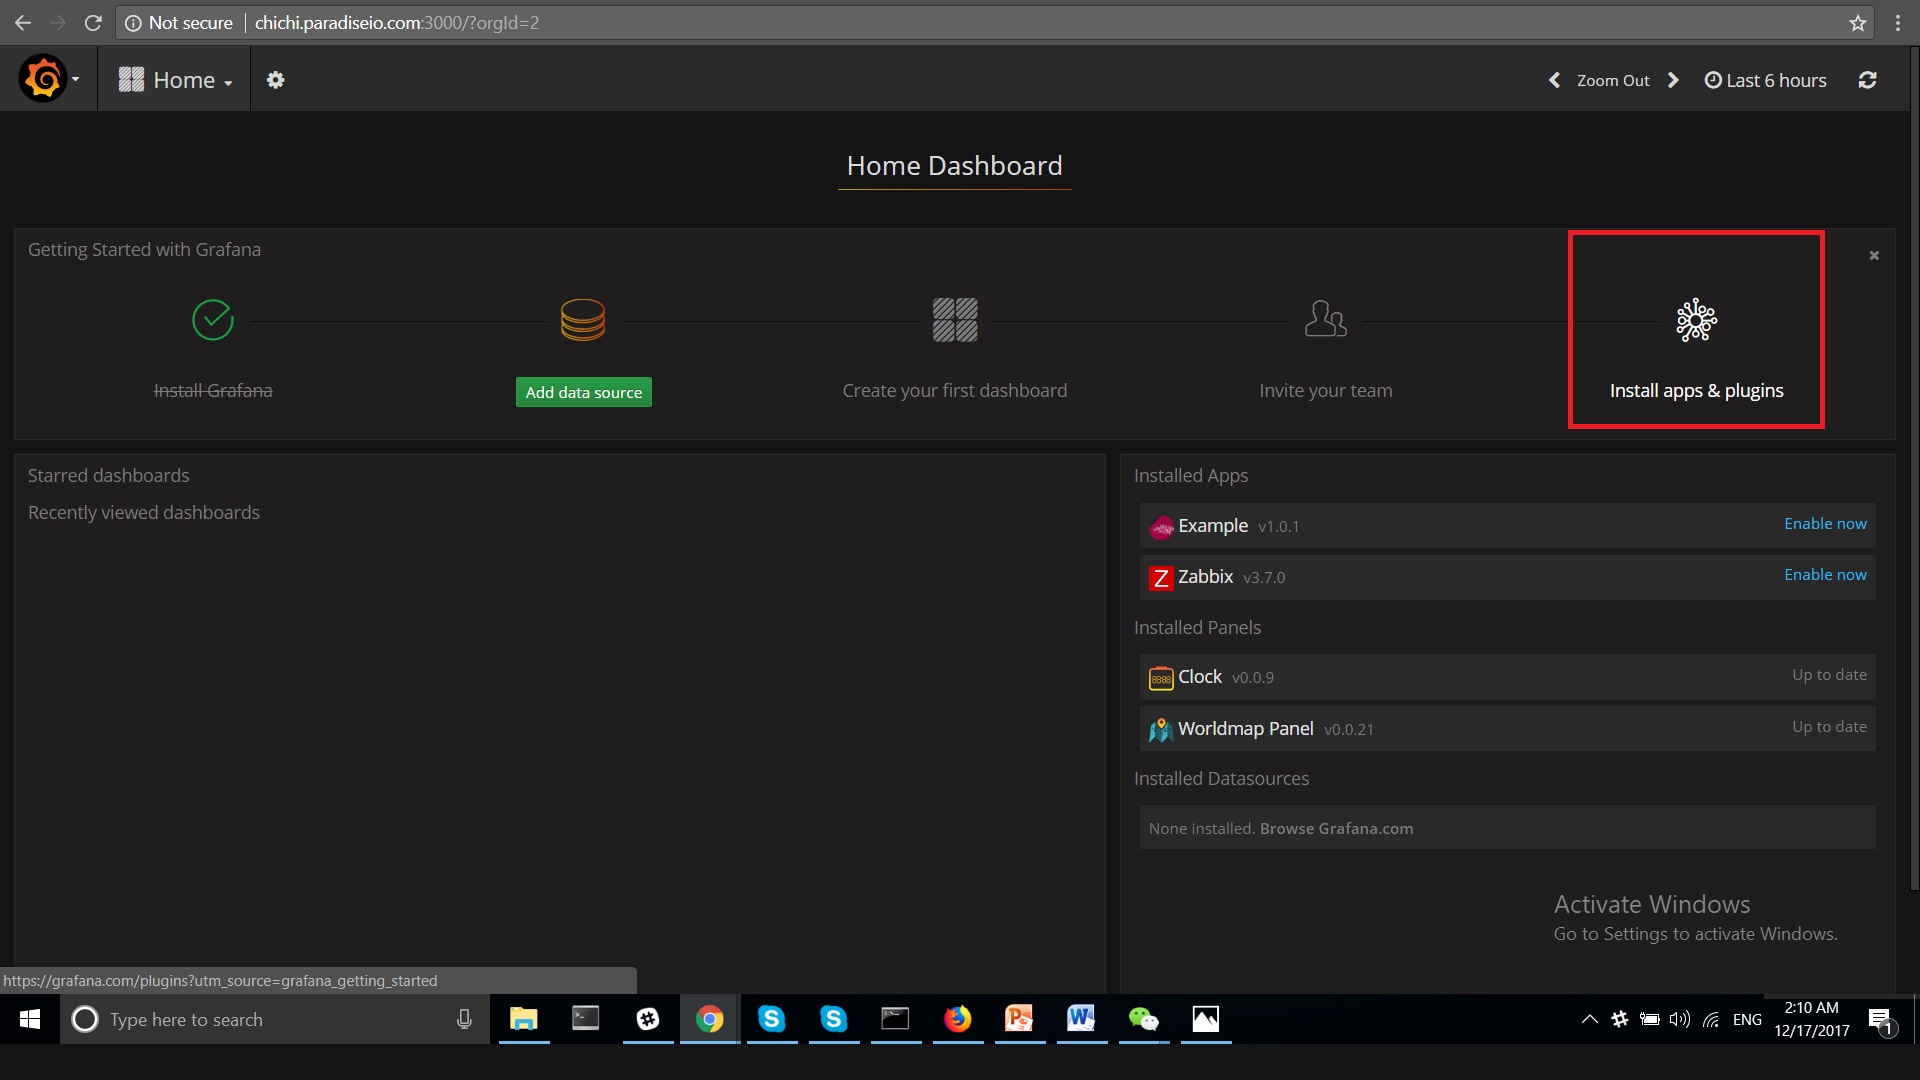 Not secure | chichi.paradiseio.com:3000/?orgId=2
Home
Zoom Out
Last 6 hours
Home Dashboard
Getting Started with Grafana
Install Grafana
Add data source
Create your first dashboard
Invite your team
Install apps & plugins
Starred dashboards
Recently viewed dashboards
Installed Apps
Example v1.0.1 Enable now
Zabbix v3.7.0 Enable now
Installed Panels
Clock v0.0.9 Up to date
Worldmap Panel v0.0.21 Up to date
Installed Datasources
None installed. Browse Grafana.com
Activate Windows
Go to Settings to activate Windows.
https://grafana.com/plugins?utm_source=grafana_getting_started
Type here to search
ENG
2:10 AM
12/17/2017
1